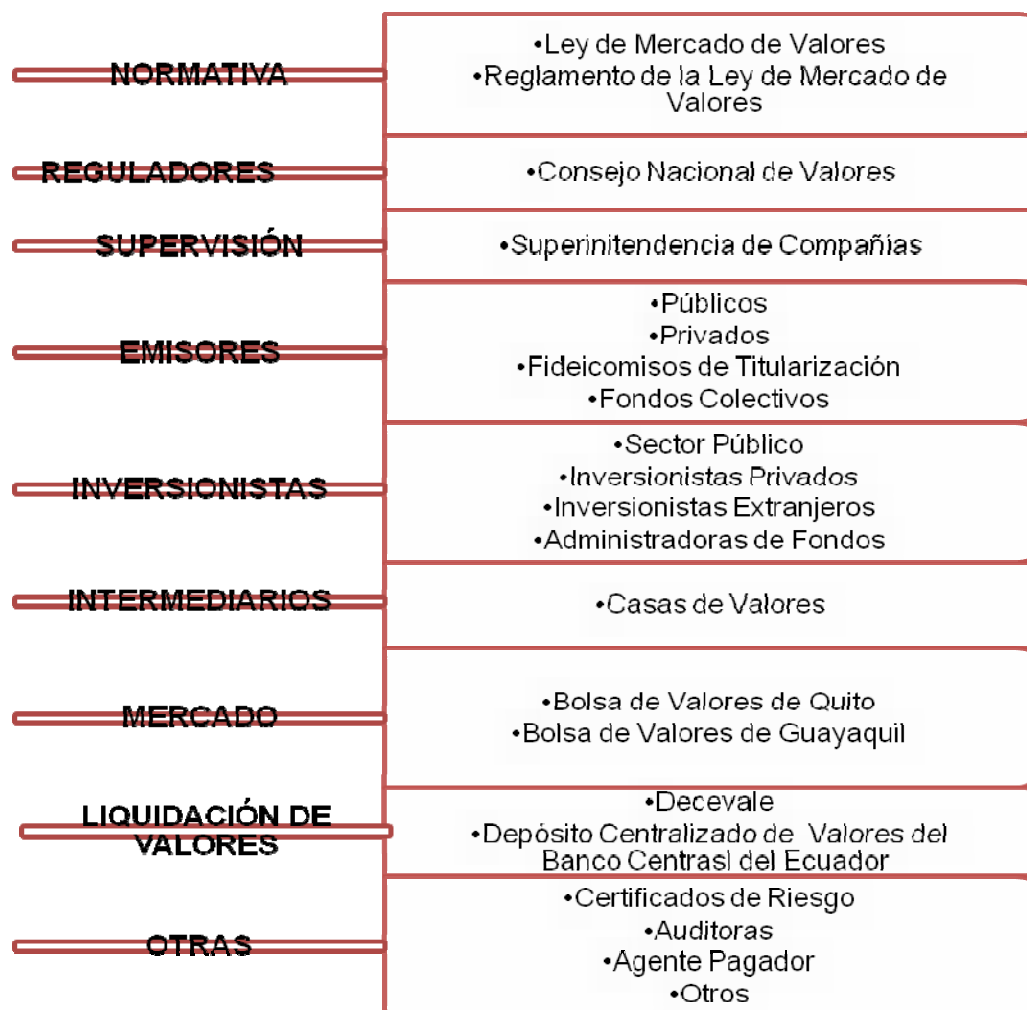 NORMATIVA
•Ley de Mercado de Valores
•Reglamento de la Ley de Mercado de
Valores
REGULADORES
•Consejo Nacional de Valores
SUPERVISIÓN
•Superinitendencia de Compañías
EMISORES
•Públicos
•Privados
•Fideicomisos de Titularización
•Fondos Colectivos
INVERSIONISTAS
•Sector Público
•Inversionistas Privados
•Inversionistas Extranjeros
•Administradoras de Fondos
INTERMEDIARIOS
•Casas de Valores
MERCADO
•Bolsa de Valores de Quito
•Bolsa de Valores de Guayaquil
LIQUIDACIÓN DE
VALORES
•Decevale
•Depósito Centralizado de Valores del
Banco Centrasl del Ecuador
OTRAS
•Certificados de Riesgo
•Auditoras
•Agente Pagador
•Otros